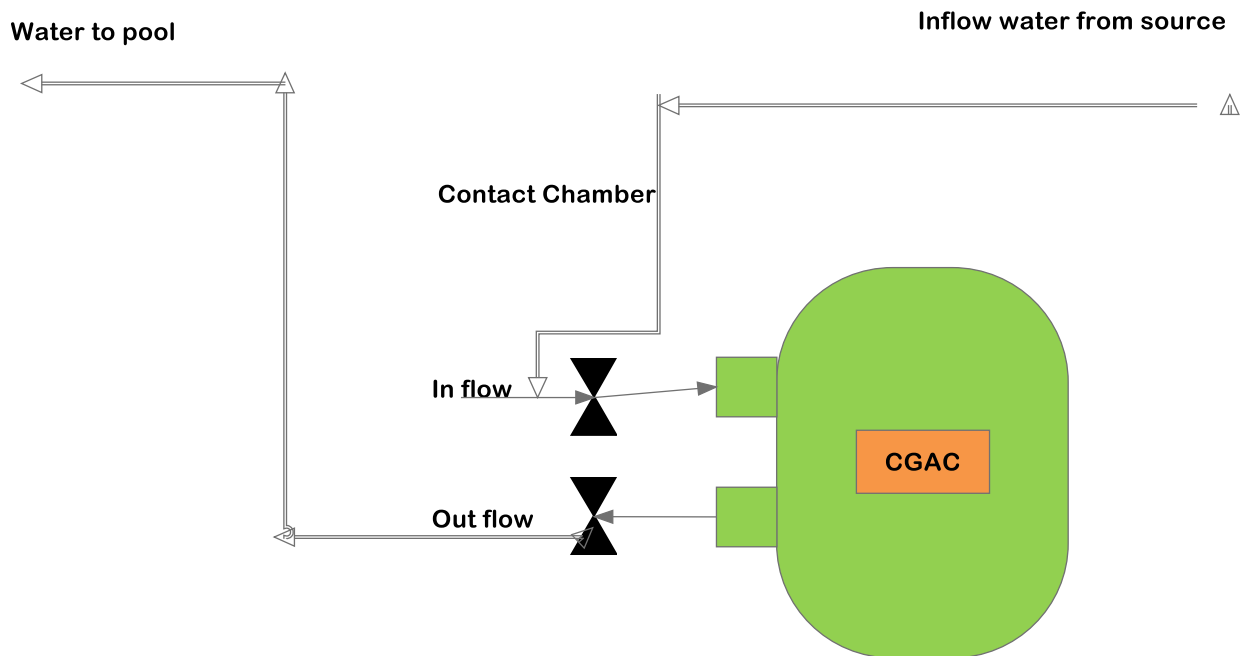 Water to pool
Inflow water from source
Contact Chamber
In flow
CGAC
Out flow